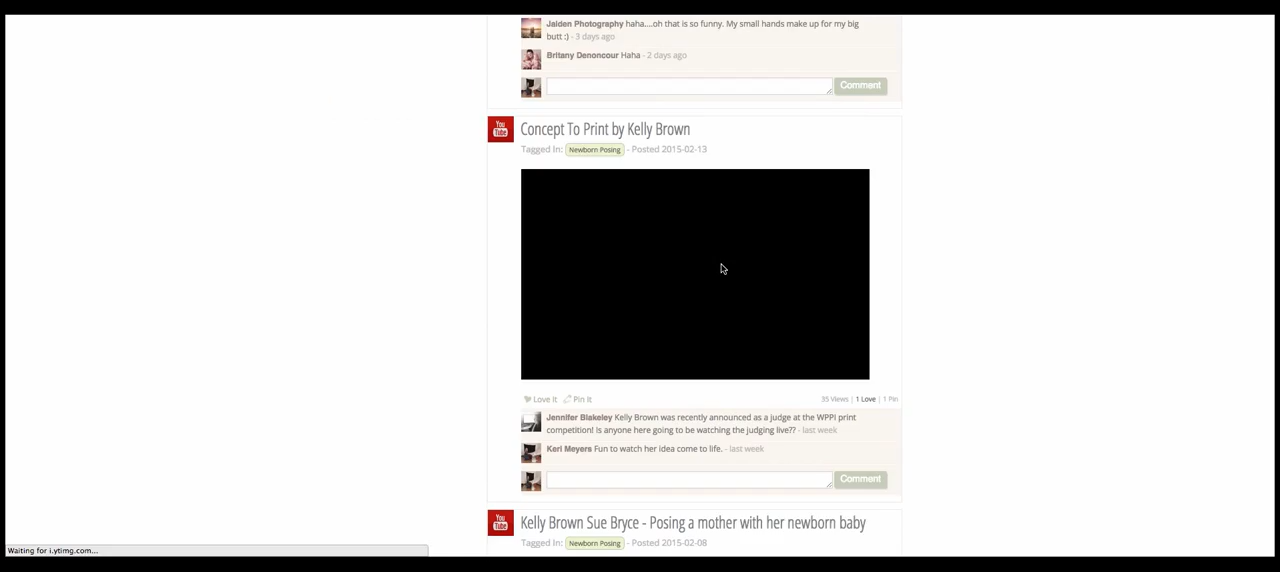 Jaiden Photography haha....oh that is so funny. My small hands make up for my big
butt :) - 3 days ago
Britany Denoncour Haha - 2 days ago
Comment
You
Tube
Concept To Print by Kelly Brown
Tagged In: Newborn Posing - Posted 2015-02-13
Love It Pin It 35 Views | 1 Love | 1 Pin
Jennifer Blakeley Kelly Brown was recently announced as a judge at the WPPI print
competition! Is anyone here going to be watching the judging live?? - last week
Keri Meyers Fun to watch her idea come to life. - last week
Comment
You
Tube
Kelly Brown Sue Bryce - Posing a mother with her newborn baby
Tagged In: Newborn Posing - Posted 2015-02-08
Waiting for i.ytimg.com...